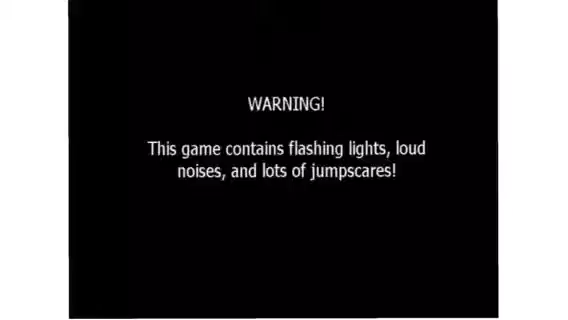 WARNING!
This game contains flashing lights, loud
noises, and lots of jumpscares!